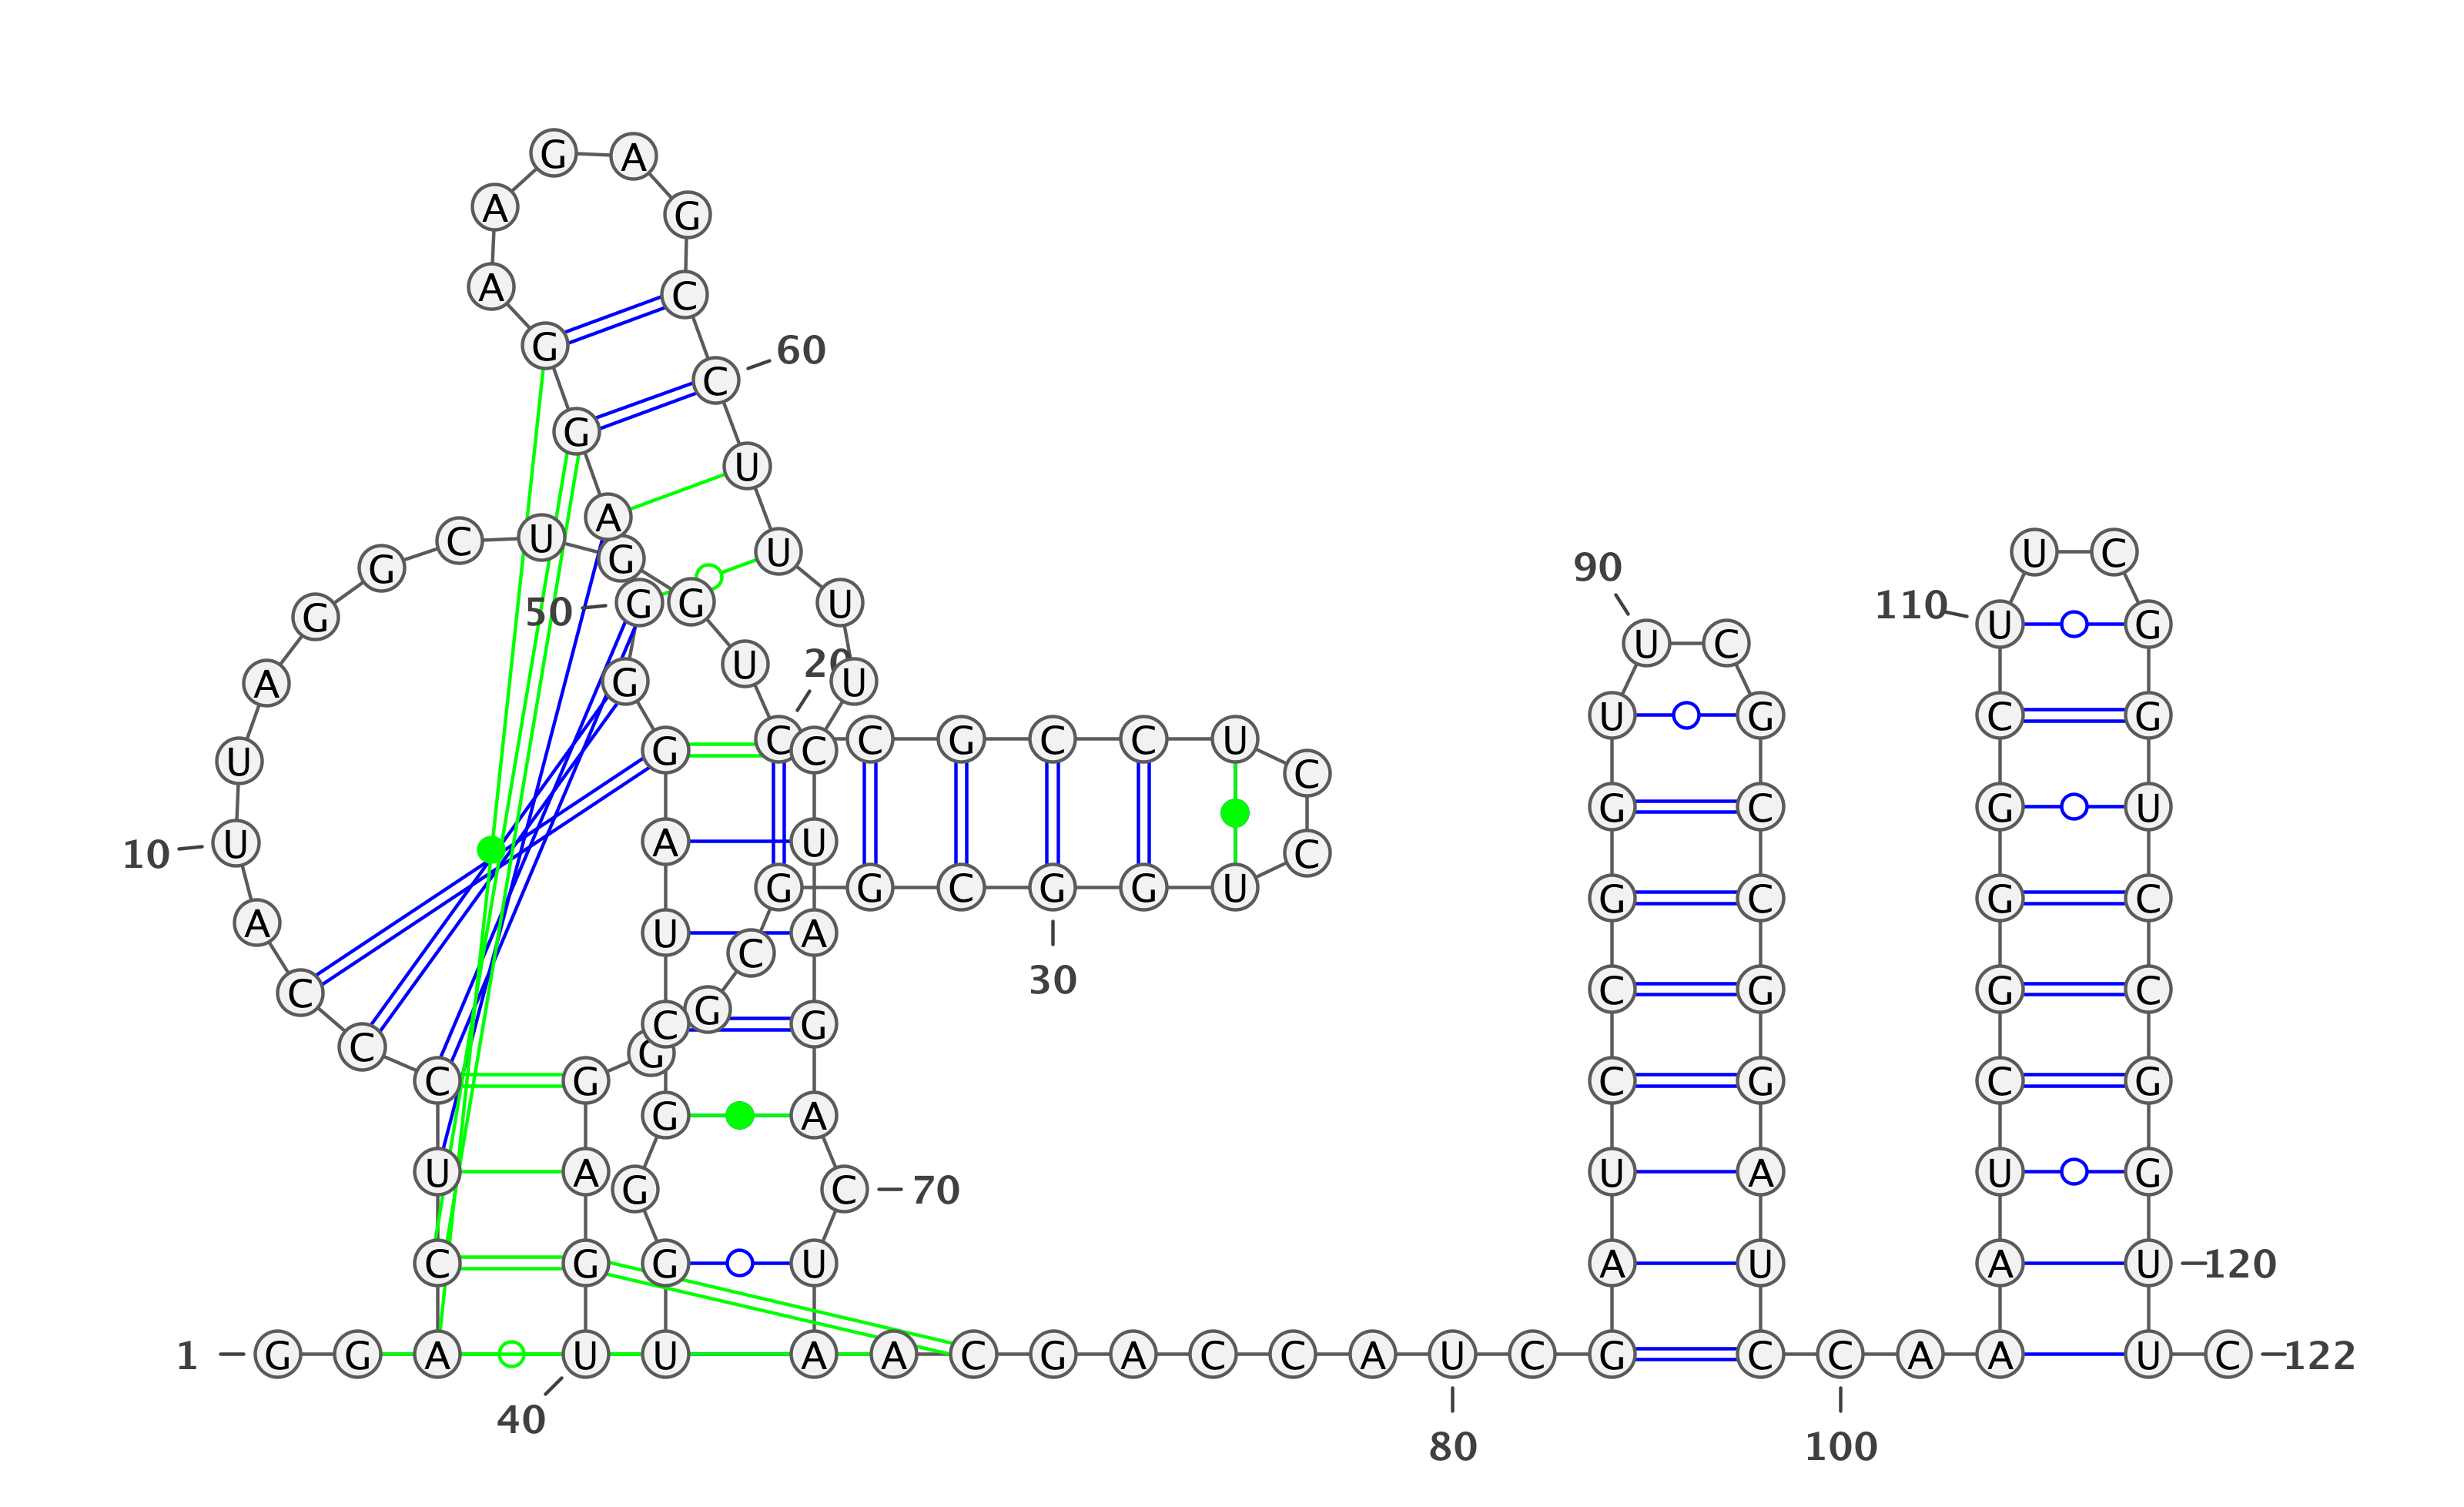 G A
A G
A C
G 60
C
G
U
A
C U G U U C
G 90
G 50 G G U 110 U G
U C
A G U 20 U
U G C G
U G C C C G C C U
C
G C G U
10 U A U C
G G C G G U G C G C
A U C A
C 30 C G G C
C G C G G
C G C G C G
G A
U A U A U G
G C 70
C G G U A U A U 120
1 G G A U U A A C G A C C A U C G C C A A U C 122
40
80 100